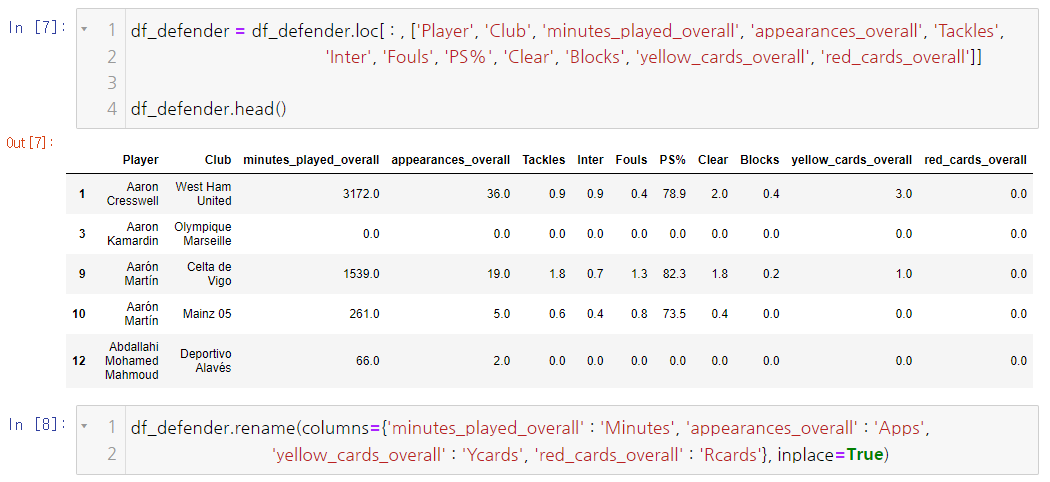 In [7]:
1 df_defender = df_defender.loc[ : , ['Player', 'Club', 'minutes_played_overall', 'appearances_overall', 'Tackles',
2 'Inter', 'Fouls', 'PS%', 'Clear', 'Blocks', 'yellow_cards_overall', 'red_cards_overall']]
3
4 df_defender.head()
Out[7]:
Player Club minutes_played_overall appearances_overall Tackles Inter Fouls PS% Clear Blocks yellow_cards_overall red_cards_overall
1 Aaron Cresswell West Ham United 3172.0 36.0 0.9 0.9 0.4 78.9 2.0 0.4 3.0 0.0
3 Aaron Kamardin Olympique Marseille 0.0 0.0 0.0 0.0 0.0 0.0 0.0 0.0 0.0 0.0
9 Aarón Martín Celta de Vigo 1539.0 19.0 1.8 0.7 1.3 82.3 1.8 0.2 1.0 0.0
10 Aarón Martín Mainz 05 261.0 5.0 0.6 0.4 0.8 73.5 0.4 0.0 0.0 0.0
12 Abdallahi Mohamed Mahmoud Deportivo Alavés 66.0 2.0 0.0 0.0 0.0 0.0 0.0 0.0 0.0 0.0
In [8]:
1 df_defender.rename(columns={'minutes_played_overall' : 'Minutes', 'appearances_overall' : 'Apps',
2 'yellow_cards_overall' : 'Ycards', 'red_cards_overall' : 'Rcards'}, inplace=True)